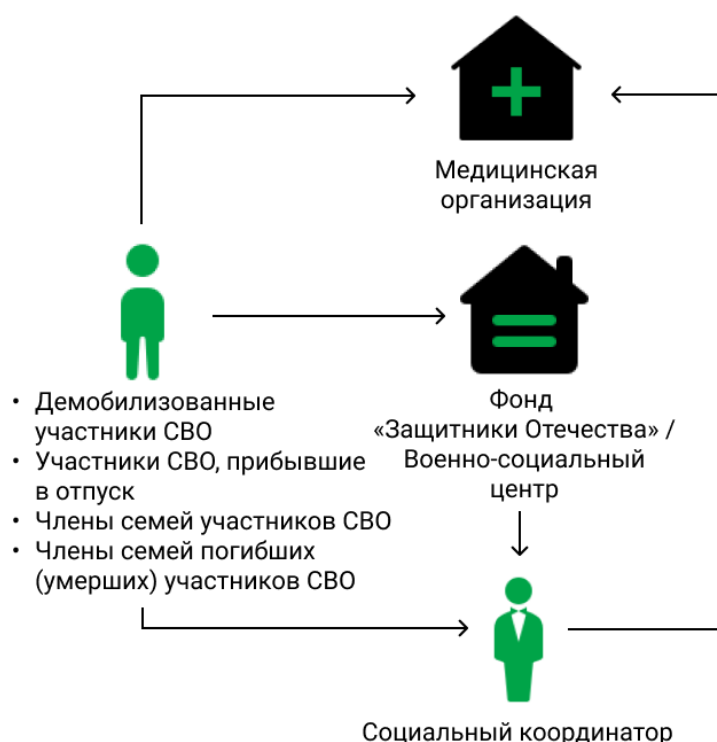 Медицинская
организация
• Демобилизованные
участники СВО
• Участники СВО, прибывшие
в отпуск
• Члены семей участников СВО
• Члены семей погибших
(умерших) участников СВО
Фонд
«Защитники Отечества» /
Военно-социальный
центр
Социальный координатор